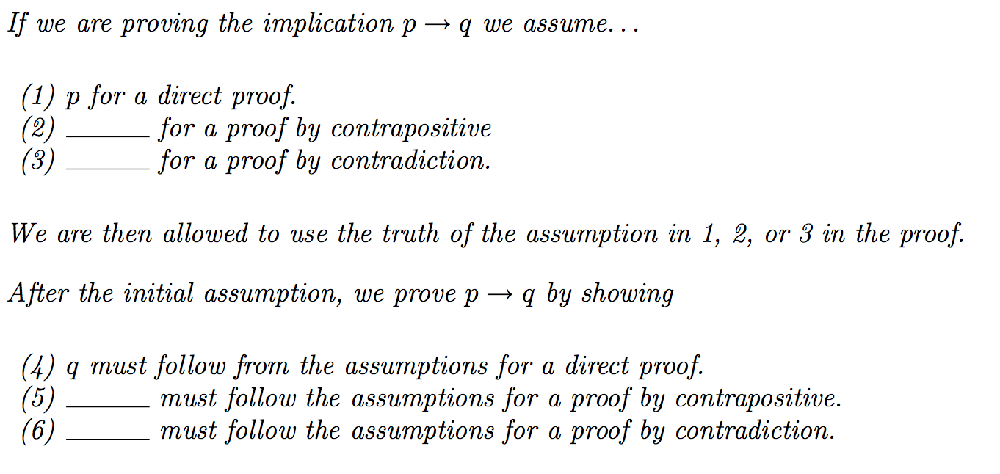 If we are proving the implication p → q we assume...
(1) p for a direct proof.
(2) ______ for a proof by contrapositive
(3) ______ for a proof by contradiction.
We are then allowed to use the truth of the assumption in 1, 2, or 3 in the proof.
After the initial assumption, we prove p → q by showing
(4) q must follow from the assumptions for a direct proof.
(5) ______ must follow the assumptions for a proof by contrapositive.
(6) ______ must follow the assumptions for a proof by contradiction.